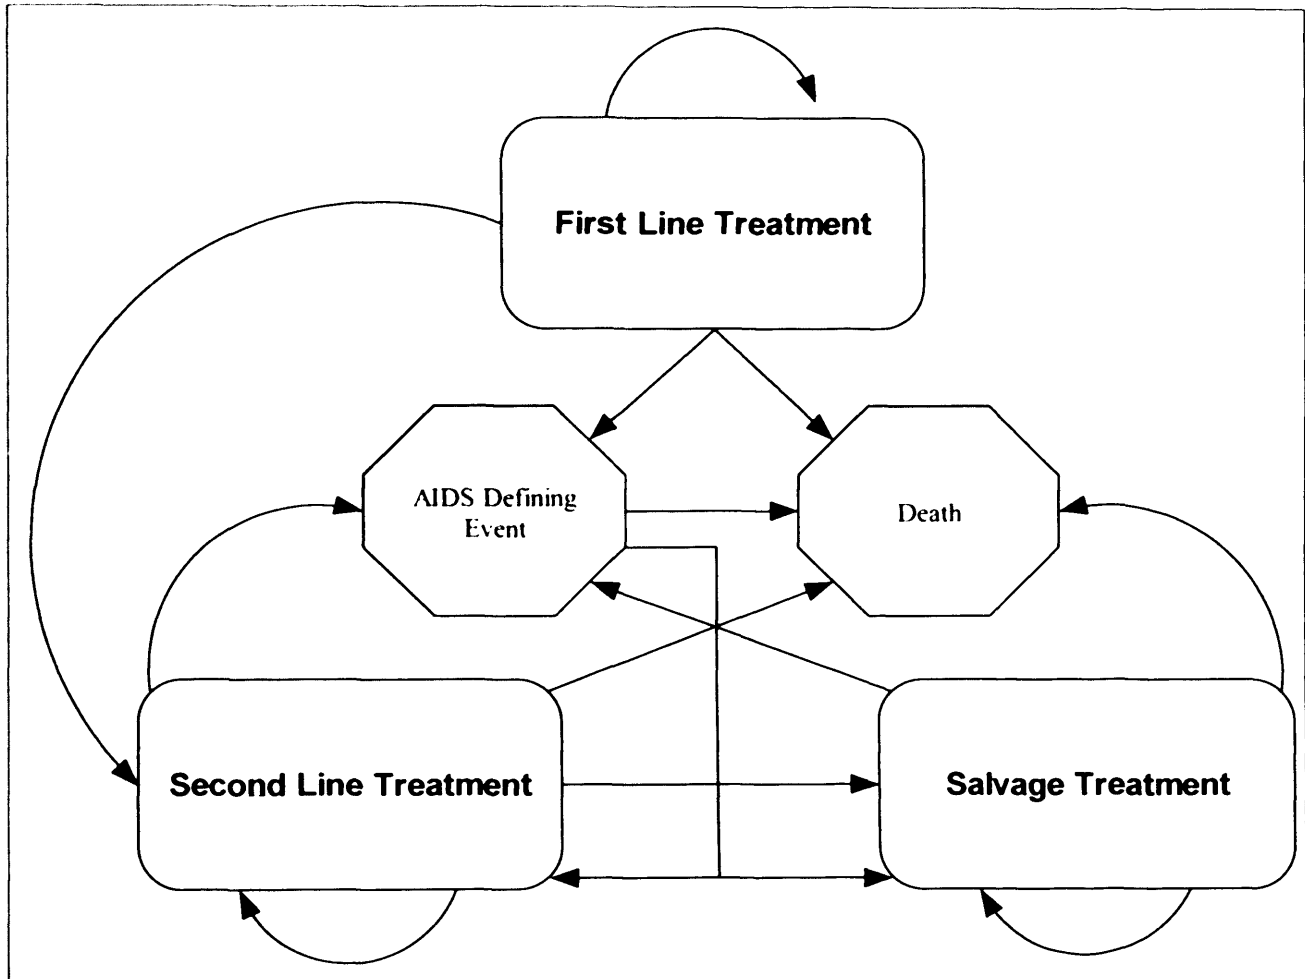 First Line Treatment
AIDS Defining
Event
Death
Second Line Treatment
Salvage Treatment